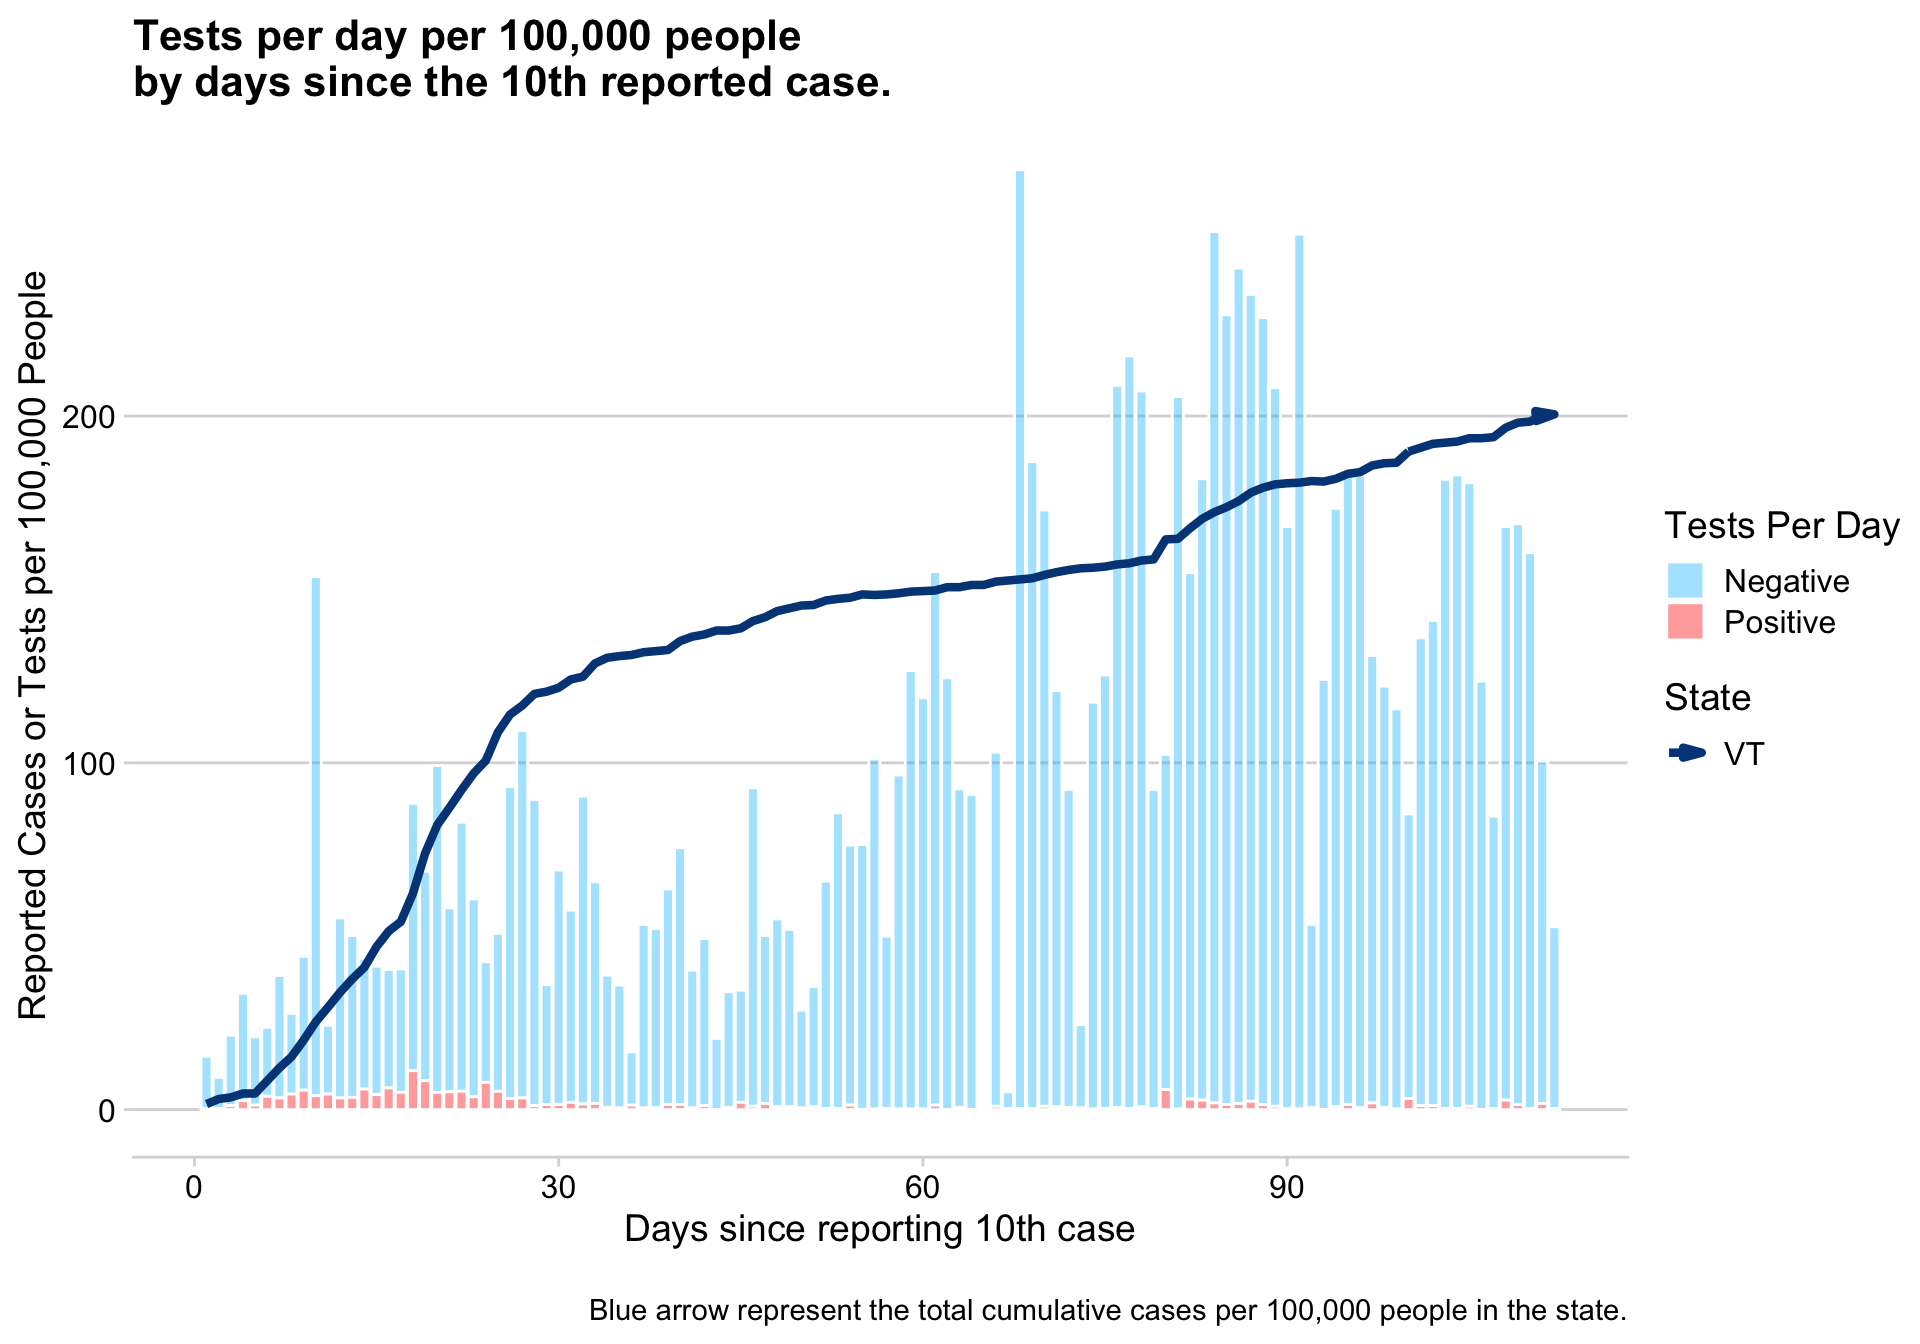 Tests per day per 100,000 people
by days since the 10th reported case.
Reported Cases or Tests per 100,000 People
200
100
0
0
30
60
90
Days since reporting 10th case
Tests Per Day
Negative
Positive
State
VT
Blue arrow represent the total cumulative cases per 100,000 people in the state.